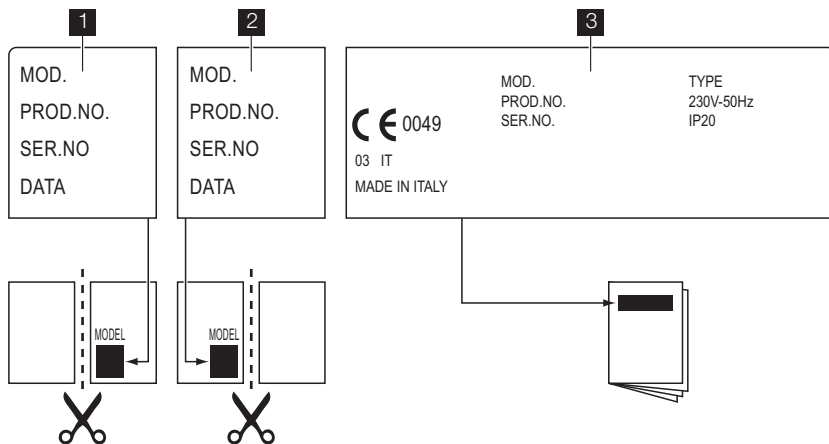 1
MOD.
PROD.NO.
SER.NO
DATA
2
MOD.
PROD.NO.
SER.NO
DATA
3
MOD.
PROD.NO.
SER.NO.
TYPE
230V-50Hz
IP20
CE 0049
03 IT
MADE IN ITALY
MODEL
MODEL